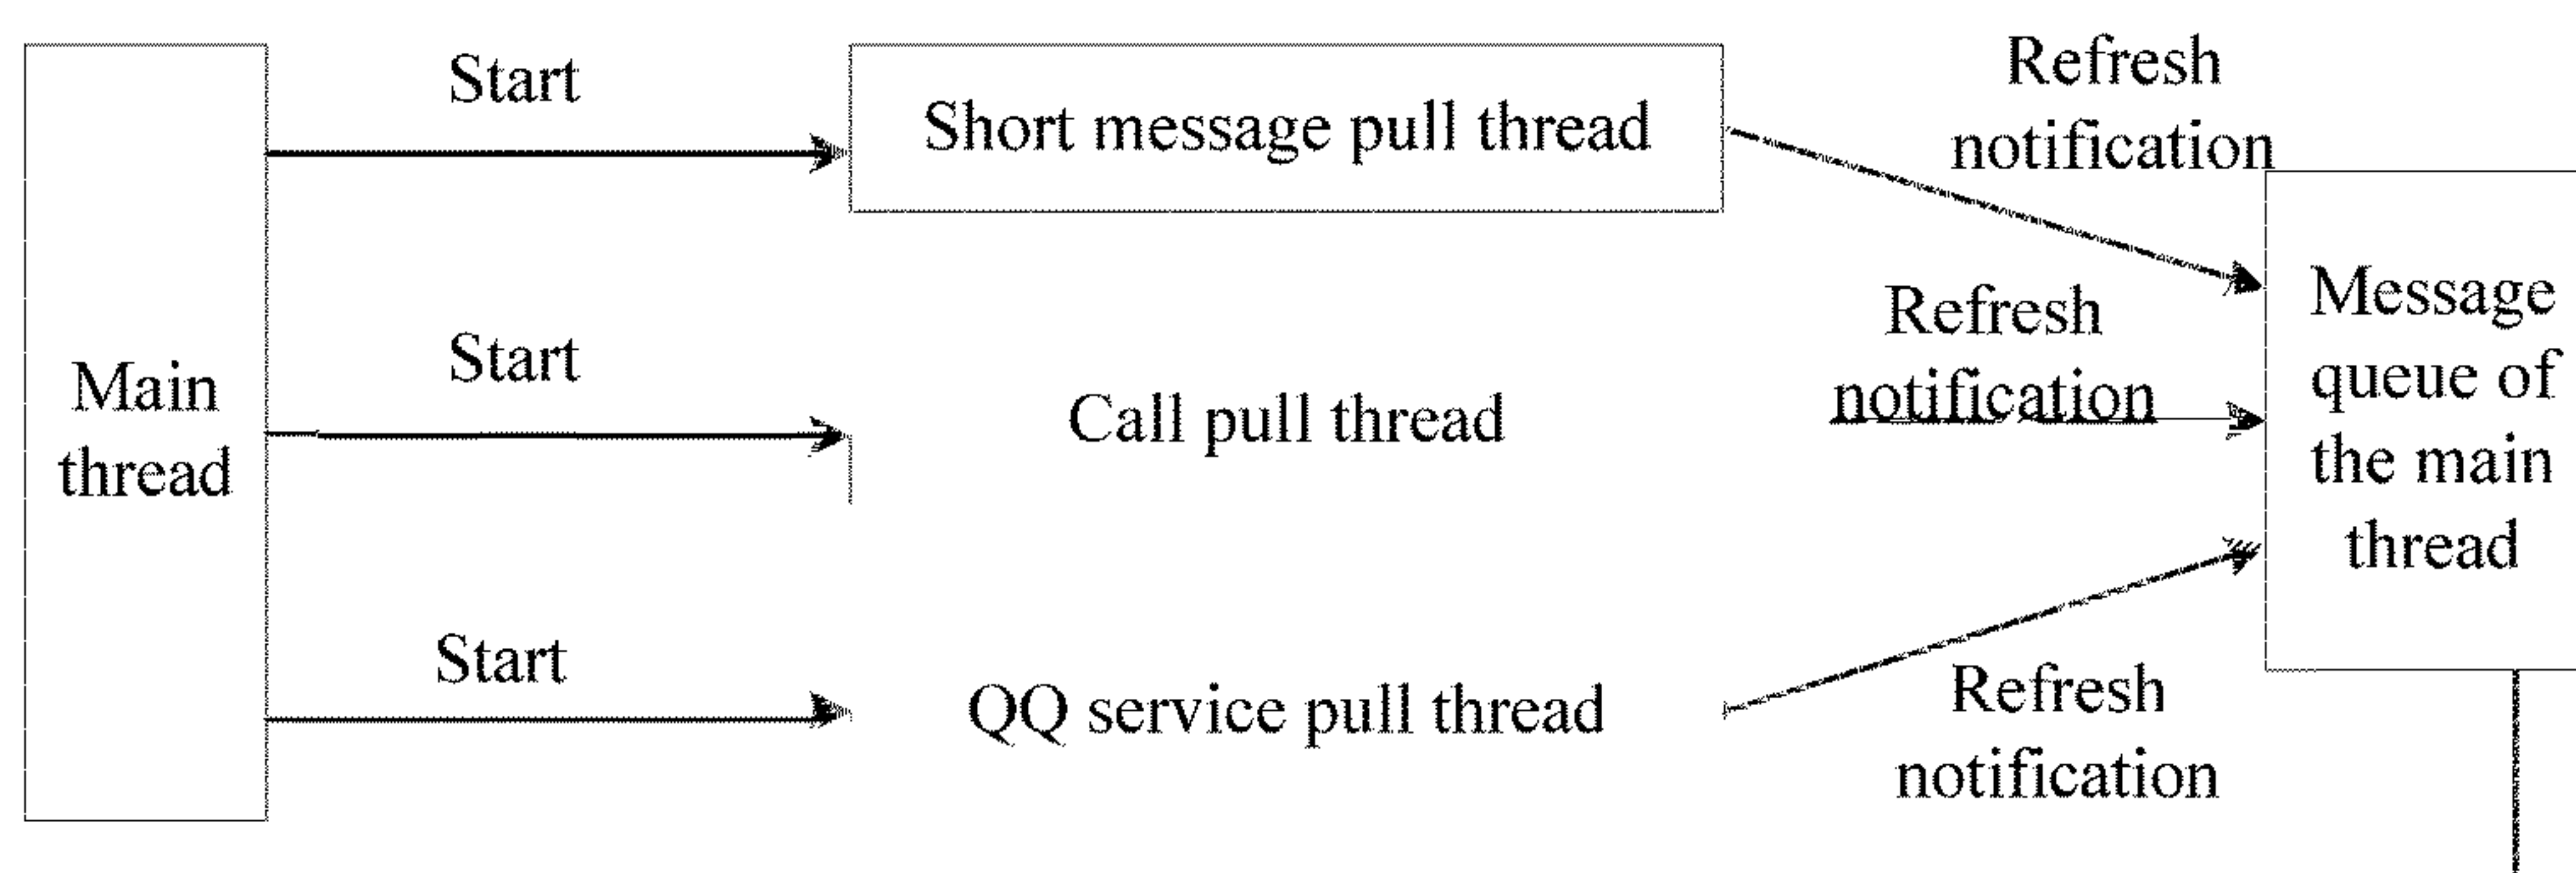 Main
thread
Start
Short message pull thread
Refresh
notification
Start
Call pull thread
Refresh
notification
Start
QQ service pull thread
Refresh
notification
Message
queue of
the main
thread